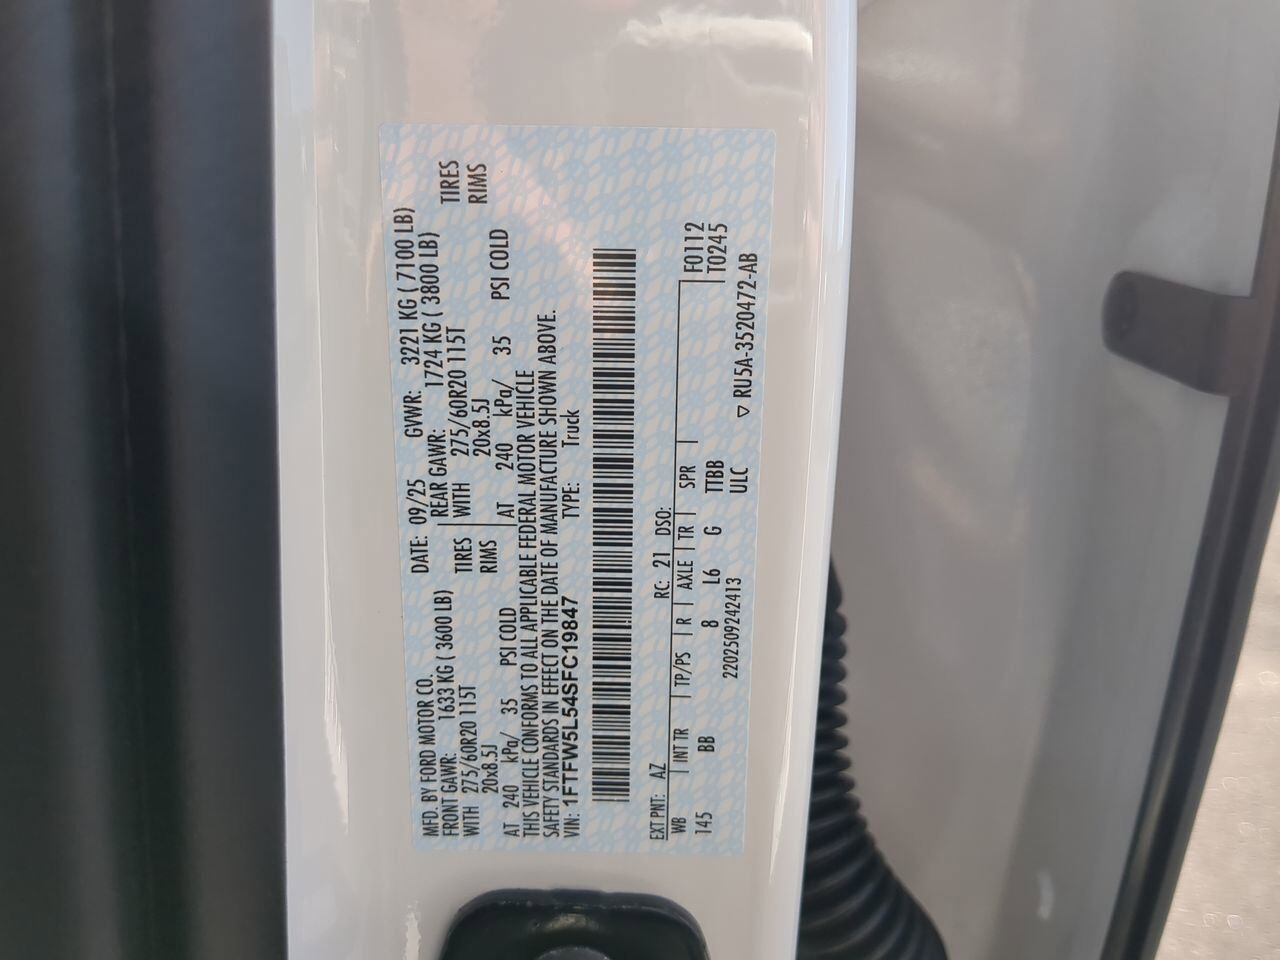 MFD. BY FORD MOTOR CO. DATE: 09/25 GVWR: 3221 KG ( 7100 LB)
FRONT GAWR: 1633 KG ( 3600 LB) REAR GAWR: 1724 KG ( 3800 LB)
WITH 275/60R20 115T TIRES WITH 275/60R20 115T TIRES
20x8.5J RIMS 20x8.5J RIMS
AT 240 kPa/ 35 PSI COLD AT 240 kPa/ 35 PSI COLD
THIS VEHICLE CONFORMS TO ALL APPLICABLE FEDERAL MOTOR VEHICLE
SAFETY STANDARDS IN EFFECT ON THE DATE OF MANUFACTURE SHOWN ABOVE.
VIN: 1FTFW5L54SFC19847 TYPE: Truck
EXT PNT: AZ RC: 21 DSO:
WB INT TR TP/PS R AXLE TR SPR F0112
145 BB 8 L6 G TTBB T0245
2202509242413 ULC
▽ RU5A-3520472-AB